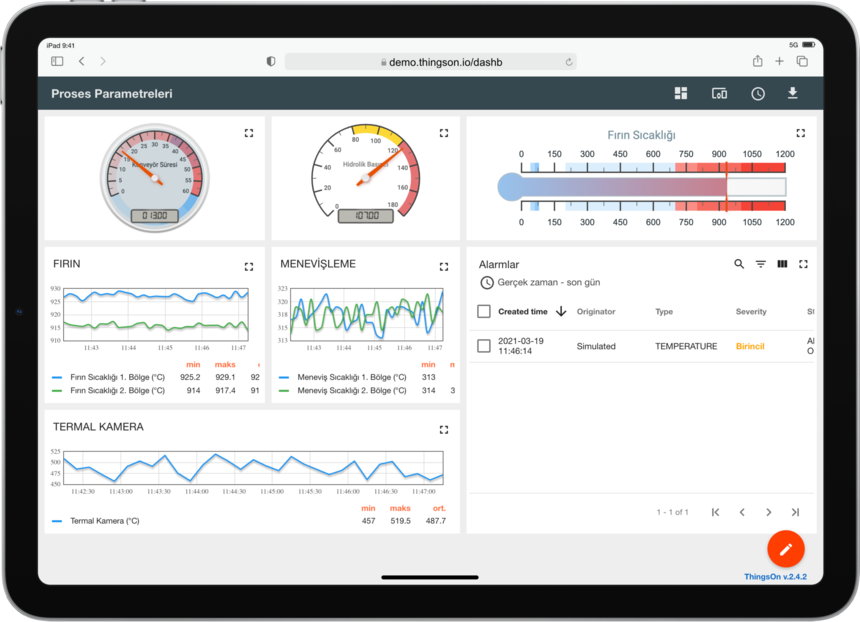 iPad 9:41
5G
demo.thingson.io/dashb
Proses Parametreleri
0 5 10 15 20 25 30 35 40 45 50 55 60
Konveyör Süresi
013.00
0 20 40 60 80 100 120 140 160 180
107.00
Fırın Sıcaklığı
0 150 300 450 600 750 900 1050 1200
0 150 300 450 600 750 900 1050 1200
FIRIN
930
925
920
915
910
11:43 11:44 11:45 11:46 11:47
min maks
Fırın Sıcaklığı 1. Bölge (°C) 925.2 929.1 92
Fırın Sıcaklığı 2. Bölge (°C) 914 917.4 91
MENEVİŞLEME
323
320
318
315
313
11:43 11:44 11:45 11:46 11:47
min
Meneviş Sıcaklığı 1. Bölge (°C) 313
Meneviş Sıcaklığı 2. Bölge (°C) 314 3
Alarmlar
Gerçek zaman - son gün
Created time Originator Type Severity St
2021-03-19
11:46:14 Simulated TEMPERATURE Birincil
TERMAL KAMERA
525
500
475
450
11:42:30 11:43:00 11:43:30 11:44:00 11:44:30 11:45:00 11:45:30 11:46:00 11:46:30 11:47:00
min maks ort.
Termal Kamera (°C) 457 519.5 487.7
1 - 1 of 1
ThingsOn v.2.4.2